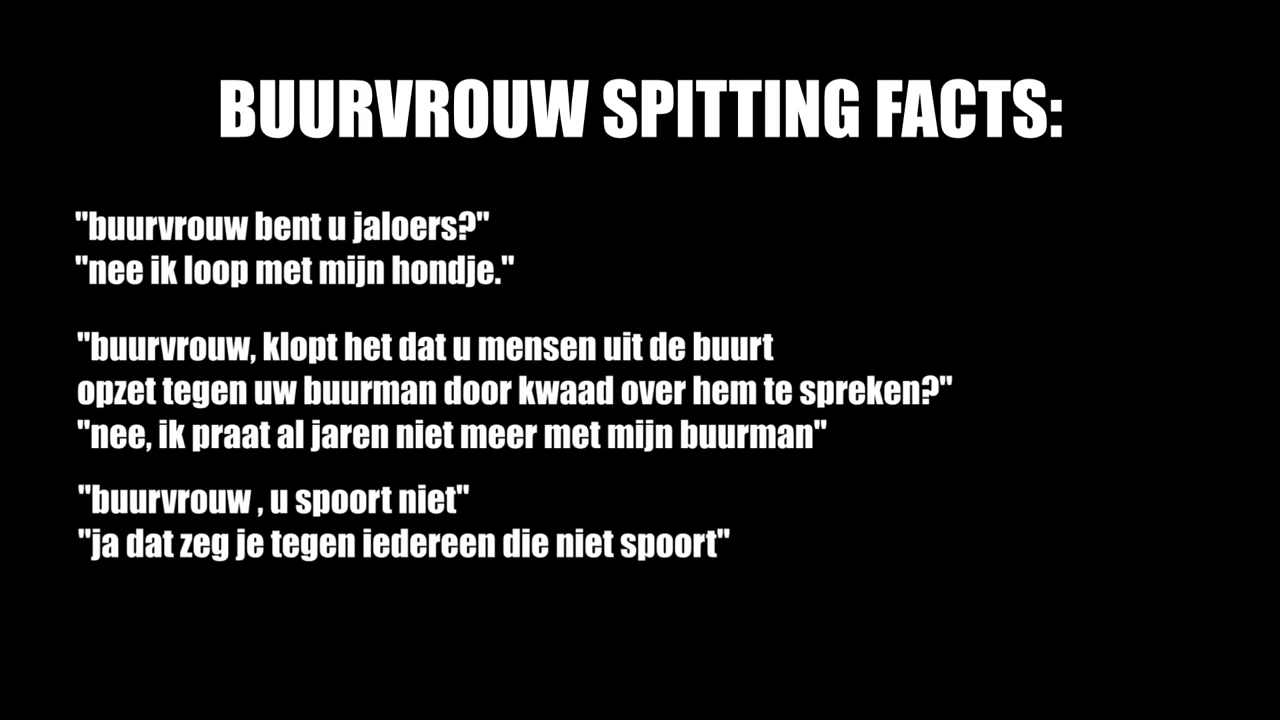 BUURVROUW SPITTING FACTS:
"buurvrouw bent u jaloers?"
"nee ik loop met mijn hondje."
"buurvrouw, klopt het dat u mensen uit de buurt
opzet tegen uw buurman door kwaad over hem te spreken?"
"nee, ik praat al jaren niet meer met mijn buurman"
"buurvrouw , u spoort niet"
"ja dat zeg je tegen iedereen die niet spoort"